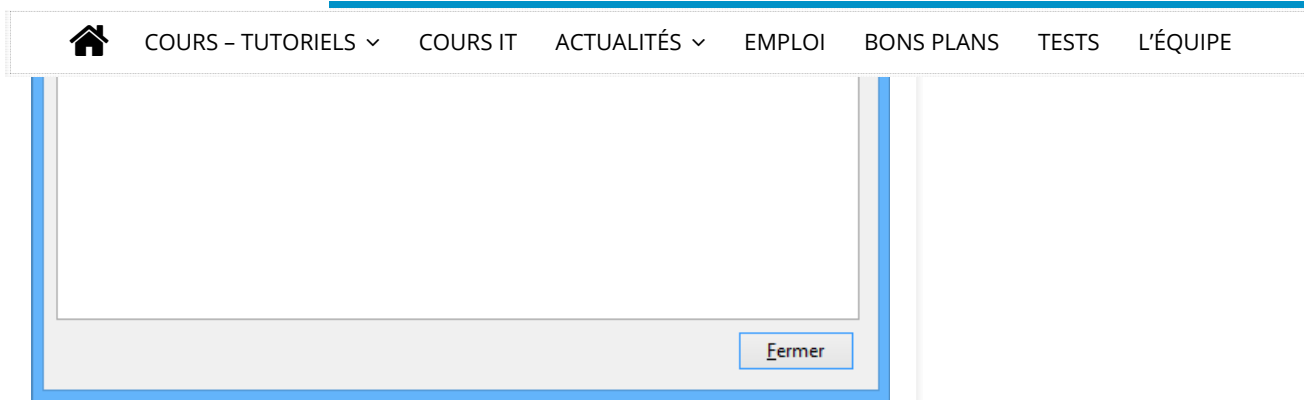 COURS – TUTORIELS COURS IT ACTUALITÉS EMPLOI BONS PLANS TESTS L'ÉQUIPE
Fermer